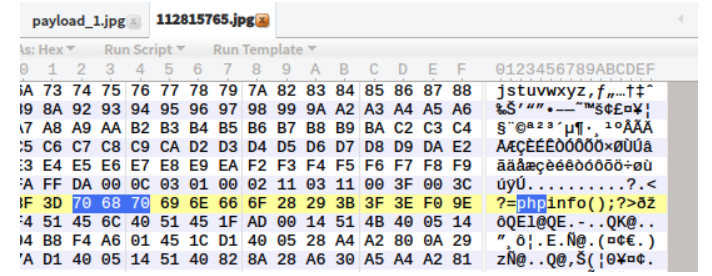 payload_1.jpg 112815765.jpg
As: Hex Run Script Run Template
0 1 2 3 4 5 6 7 8 9 A B C D E F 0123456789ABCDEF
6A 73 74 75 76 77 78 79 7A 82 83 84 85 86 87 88 jstuvwxyz‚ƒ„…†‡ˆ
89 8A 92 93 94 95 96 97 98 99 9A A2 A3 A4 A5 A6 ‰Š’“”•–—˜™š¢£¤¥¦
A7 A8 A9 AA B2 B3 B4 B5 B6 B7 B8 B9 BA C2 C3 C4 §¨©ª²³´µ¶·¸¹ºÂÃÄ
C5 C6 C7 C8 C9 CA D2 D3 D4 D5 D6 D7 D8 D9 DA E2 ÅÆÇÈÉÊÒÓÔÕÖ×ØÙÚâ
E3 E4 E5 E6 E7 E8 E9 EA F2 F3 F4 F5 F6 F7 F8 F9 ãäåæçèéêòóôõö÷øù
FA FF DA 00 0C 03 01 00 02 11 03 11 00 3F 00 3C úÿÚ..........?.<
3F 3D 70 68 70 69 6E 66 6F 28 29 3B 3F 3E F0 9E ?=phpinfo();?>ðž
F4 51 45 6C 40 51 45 1F AD 00 14 51 4B 40 05 14 ôQEl@QE.-..QK@..
B8 F4 A6 01 45 1C D1 40 05 28 A4 A2 80 0A 29 ¸ô¦.E.Ñ@.(¤¢€.)
7A D1 40 05 14 51 40 82 8A 28 A6 30 A5 A4 A2 81 zÑ@..Q@‚Š(¦0¥¤¢.